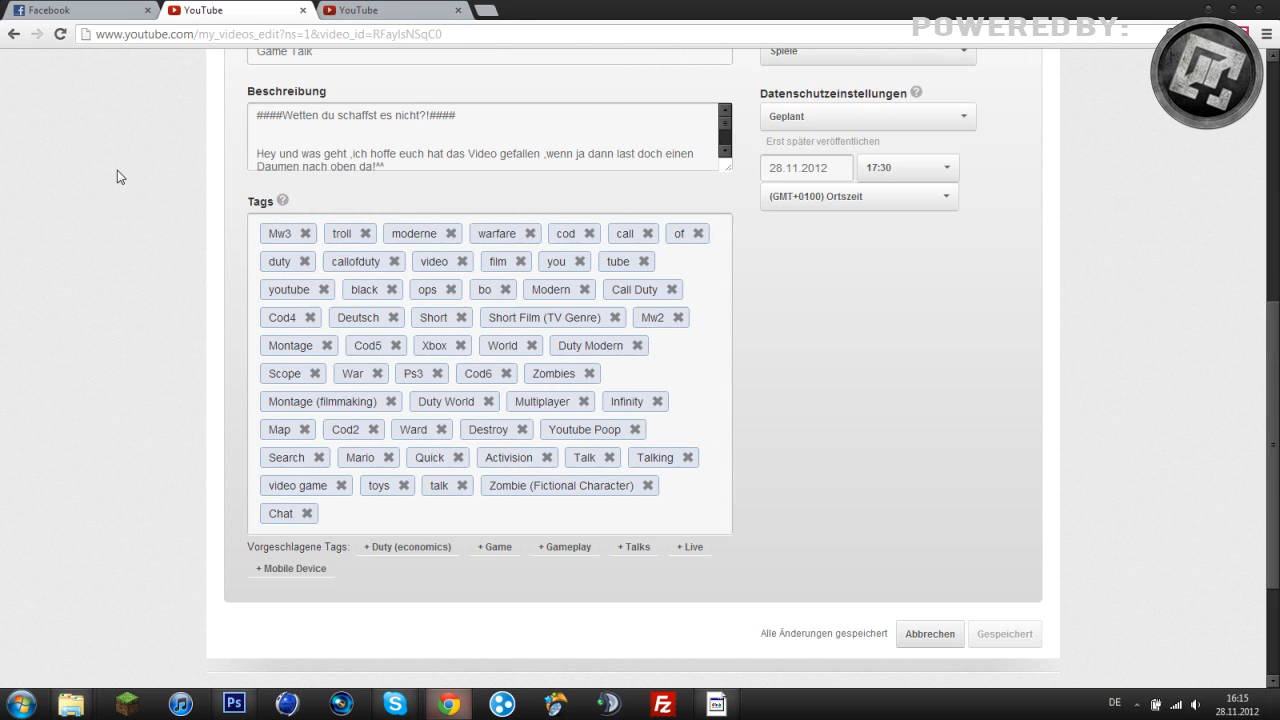 Facebook
YouTube
YouTube
www.youtube.com/my_videos_edit?ns=1&video_id=RFayIsNSqC0
POWERED BY:
Game Talk
Spiele
Beschreibung
####Wetten du schaffst es nicht?!####
Hey und was geht ,ich hoffe euch hat das Video gefallen ,wenn ja dann last doch einen
Daumen nach oben da!^^
Datenschutzeinstellungen
Geplant
Erst später veröffentlichen
28.11.2012 17:30
(GMT+0100) Ortszeit
Tags
Mw3 troll moderne warfare cod call of
duty callofduty video film you tube
youtube black ops bo Modern Call Duty
Cod4 Deutsch Short Short Film (TV Genre) Mw2
Montage Cod5 Xbox World Duty Modern
Scope War Ps3 Cod6 Zombies
Montage (filmmaking) Duty World Multiplayer Infinity
Map Cod2 Ward Destroy Youtube Poop
Search Mario Quick Activision Talk Talking
video game toys talk Zombie (Fictional Character)
Chat
Vorgeschlagene Tags: + Duty (economics) + Game + Gameplay + Talks + Live
+ Mobile Device
Alle Änderungen gespeichert Abbrechen Gespeichert
DE
16:15
28.11.2012